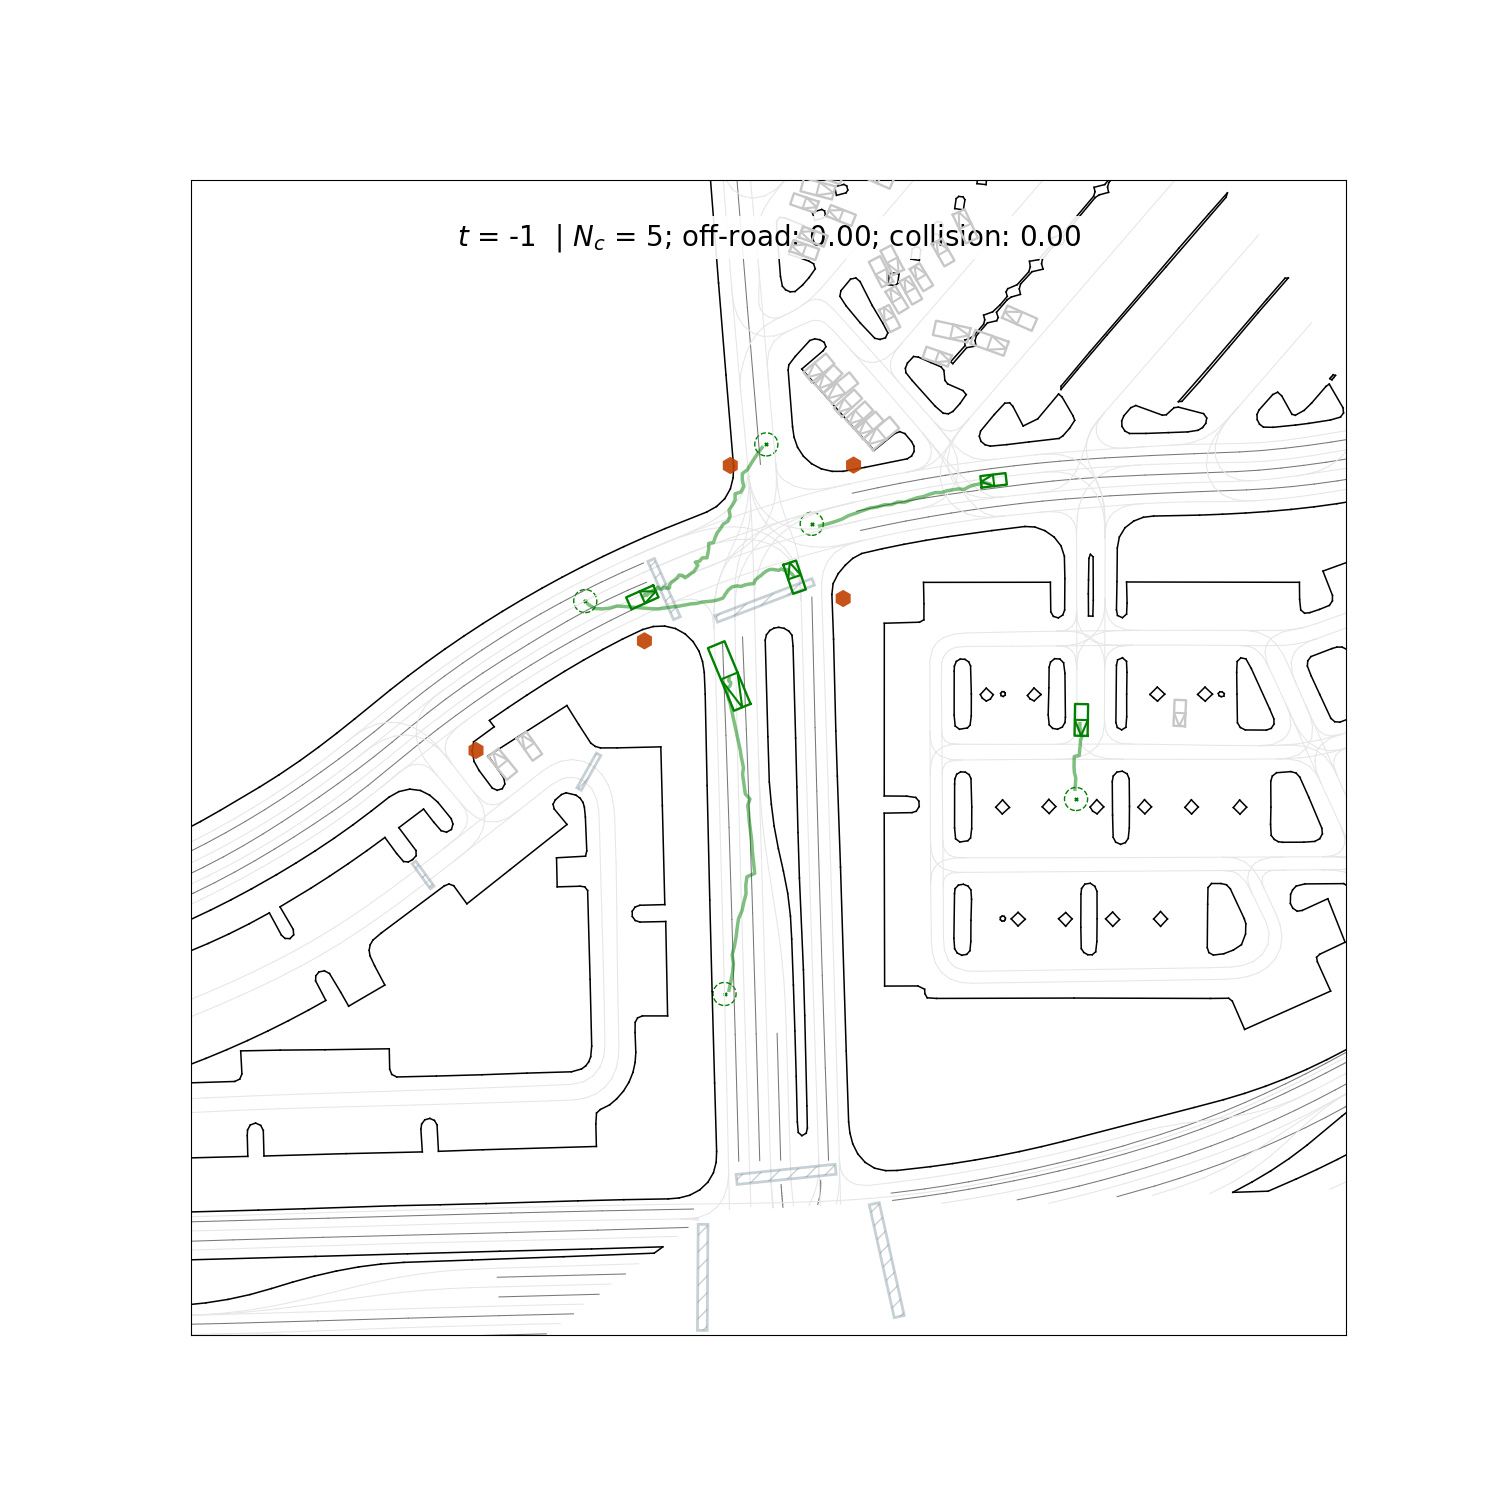 t = -1 | N_c = 5; off-road: 0.00; collision: 0.00